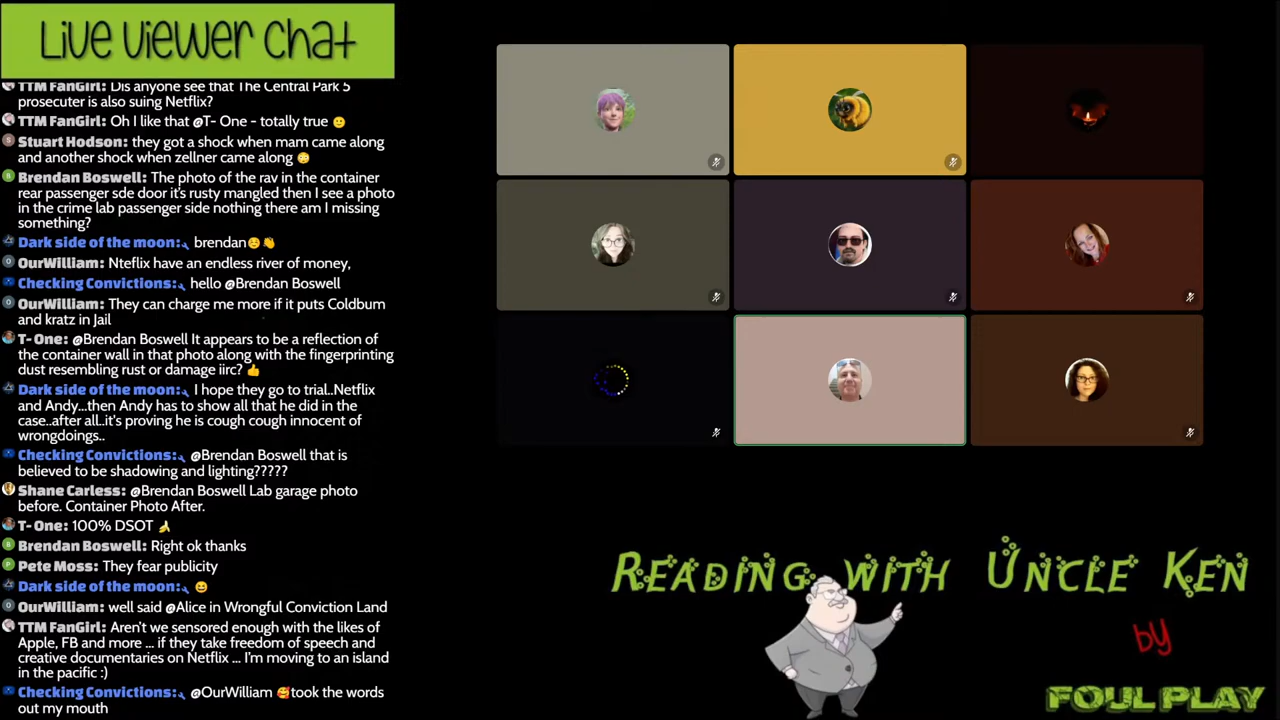 Live Viewer Chat
TTM FanGirl: Dis anyone see that The Central Park 5
prosecuter is also suing Netflix?
TTM FanGirl: Oh I like that @T- One - totally true 🙂
Stuart Hodson: they got a shock when mam came along
and another shock when zellner came along 😳
Brendan Boswell: The photo of the rav in the container
rear passenger sde door it's rusty mangled then I see a photo
in the crime lab passenger side nothing there am I missing
something?
Dark side of the moon: brendan☺️👏
OurWilliam: Nteflix have an endless river of money,
Checking Convictions: hello @Brendan Boswell
OurWilliam: They can charge me more if it puts Coldbum
and kratz in Jail
T- One: @Brendan Boswell It appears to be a reflection of
the container wall in that photo along with the fingerprinting
dust resembling rust or damage iirc? 👍
Dark side of the moon: I hope they go to trial..Netflix
and Andy...then Andy has to show all that he did in the
case..after all..it's proving he is cough cough innocent of
wrongdoings..
Checking Convictions: @Brendan Boswell that is
believed to be shadowing and lighting?????
Shane Carless: @Brendan Boswell Lab garage photo
before. Container Photo After.
T- One: 100% DSOT 🍌
Brendan Boswell: Right ok thanks
Pete Moss: They fear publicity
Dark side of the moon: 😆
OurWilliam: well said @Alice in Wrongful Conviction Land
TTM FanGirl: Aren't we sensored enough with the likes of
Apple, FB and more ... if they take freedom of speech and
creative documentaries on Netflix ... I'm moving to an island
in the pacific :)
Checking Convictions: @OurWilliam 🥰took the words
out my mouth
Reading with Uncle Ken
by
FOUL PLAY